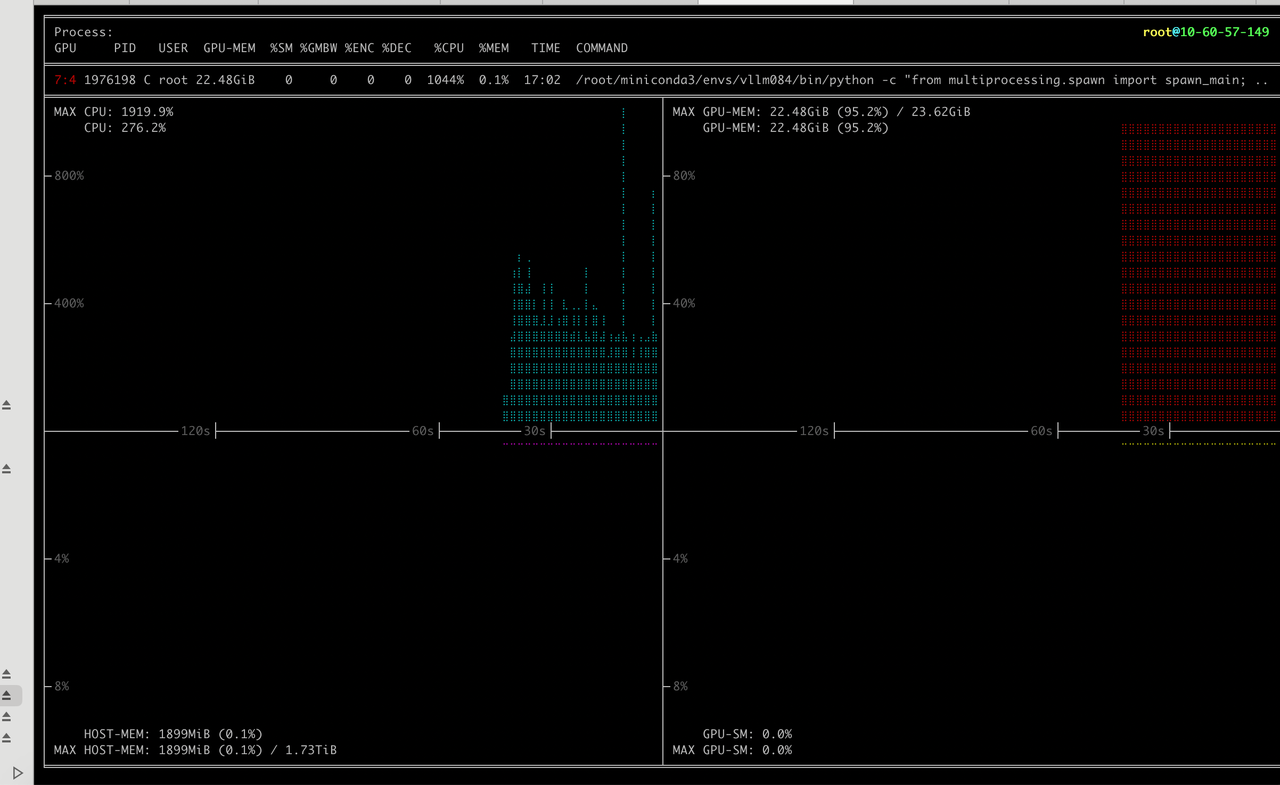 Process:
root@10-60-57-149
GPU PID USER GPU-MEM %SM %GMBW %ENC %DEC %CPU %MEM TIME COMMAND
7:4 1976198 C root 22.48GiB 0 0 0 0 1044% 0.1% 17:02 /root/miniconda3/envs/vllm084/bin/python -c "from multiprocessing.spawn import spawn_main; ..
MAX CPU: 1919.9%
CPU: 276.2%
800%
400%
120s 60s 30s
4%
8%
HOST-MEM: 1899MiB (0.1%)
MAX HOST-MEM: 1899MiB (0.1%) / 1.73TiB
MAX GPU-MEM: 22.48GiB (95.2%) / 23.62GiB
GPU-MEM: 22.48GiB (95.2%)
80%
40%
120s 60s 30s
4%
8%
GPU-SM: 0.0%
MAX GPU-SM: 0.0%